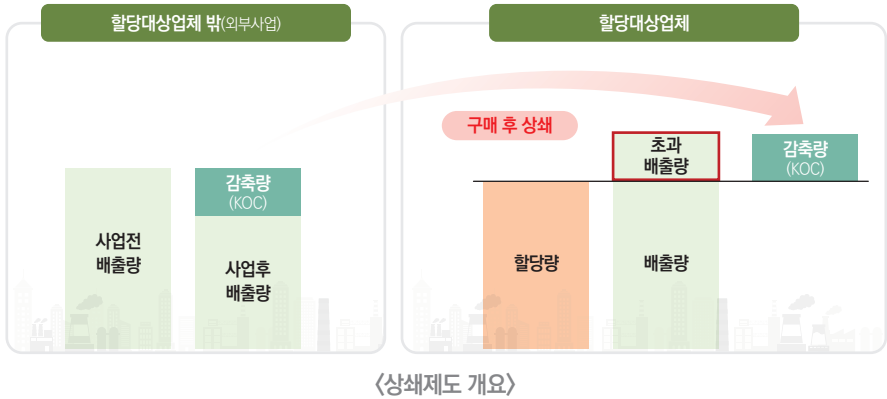 할당대상업체 밖(외부사업)
사업전
배출량
감축량
(KOC)
사업후
배출량
할당대상업체
구매 후 상쇄
할당량
초과
배출량
배출량
감축량
(KOC)
〈상쇄제도 개요〉